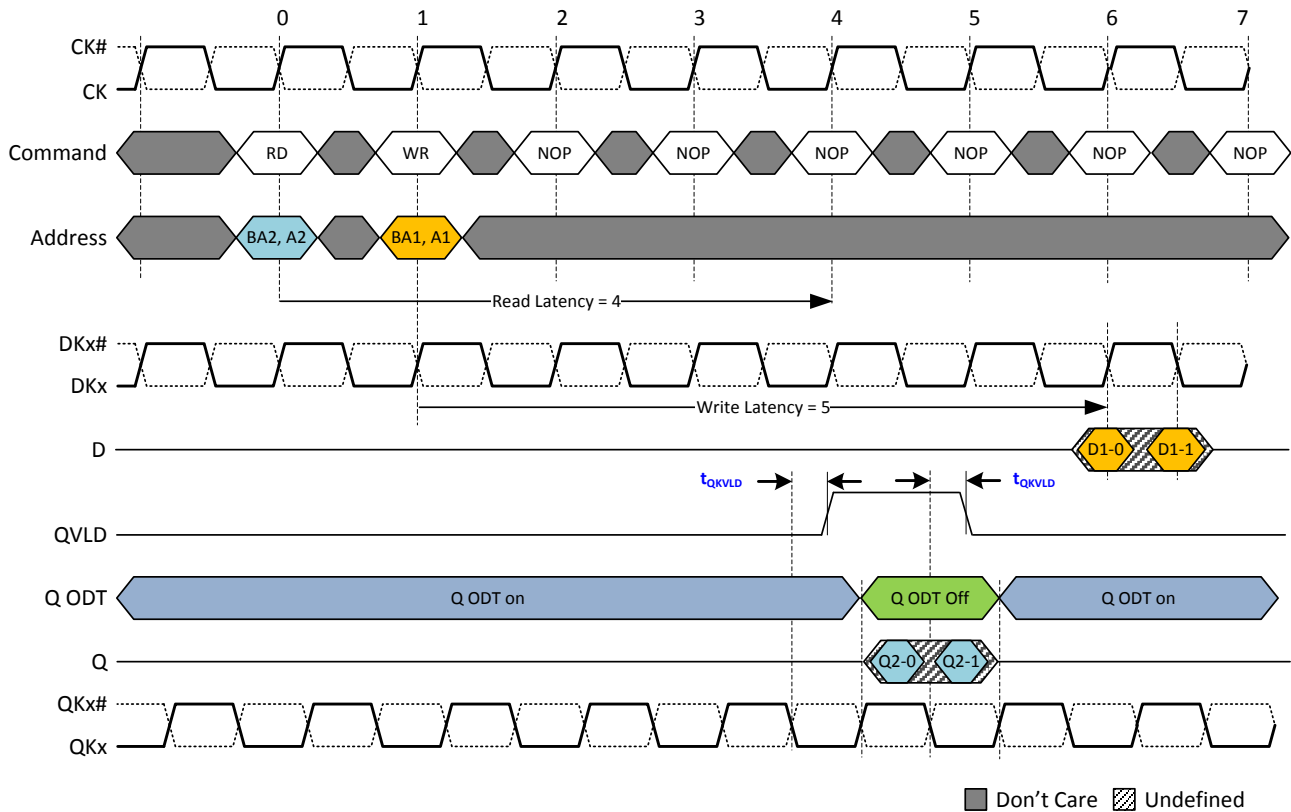 0 1 2 3 4 5 6 7
CK#
CK
Command RD WR NOP NOP NOP NOP NOP NOP
Address BA2, A2 BA1, A1
Read Latency = 4
DKx#
DKx
Write Latency = 5
D D1-0 D1-1
tQKVLD tQKVLD
QVLD
Q ODT Q ODT on Q ODT Off Q ODT on
Q Q2-0 Q2-1
QKx#
QKx
Don't Care Undefined